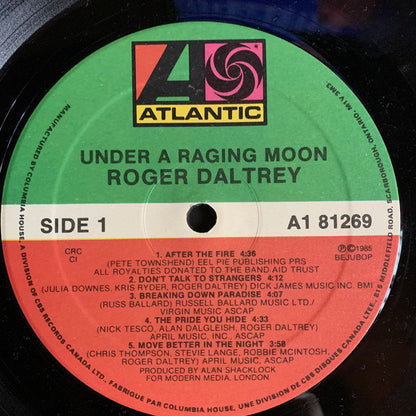 ATLANTIC
UNDER A RAGING MOON
ROGER DALTREY
SIDE 1
A1 81269
CRC
CI
℗©1985
BEJUBOP
1. AFTER THE FIRE 4:36
(PETE TOWNSHEND) EEL PIE PUBLISHING PRS
ALL ROYALTIES DONATED TO THE BAND AID TRUST
2. DON'T TALK TO STRANGERS 4:12
(JULIA DOWNES, KRIS RYDER, ROGER DALTREY) DICK JAMES MUSIC INC. BMI
3. BREAKING DOWN PARADISE 4:07
(RUSS BALLARD) RUSSELL BALLARD MUSIC LTD./
VIRGIN MUSIC ASCAP
4. THE PRIDE YOU HIDE 4:33
(NICK TESCO, ALAN DALGLEISH, ROGER DALTREY)
APRIL MUSIC, INC. ASCAP
5. MOVE BETTER IN THE NIGHT 3:58
(CHRIS THOMPSON, STEVIE LANGE, ROBBIE MCINTOSH,
ROGER DALTREY) APRIL MUSIC, INC. ASCAP
PRODUCED BY ALAN SHACKLOCK
FOR MODERN MEDIA, LONDON
MANUFACTURED BY COLUMBIA HOUSE, A DIVISION OF CBS RECORDS CANADA LTD. FABRIQUE PAR COLUMBIA HOUSE, UNE DIVISION DE CBS DISQUES CANADA LTEE. 815 MIDDLEFIELD ROAD, SCARBOROUGH, ONTARIO, M1V 3M3